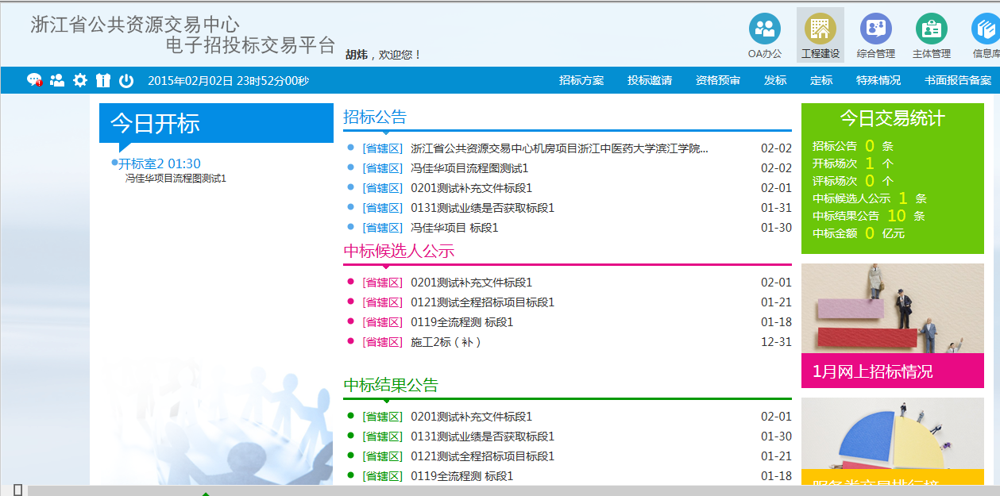 浙江省公共资源交易中心
电子招投标交易平台
胡炜，欢迎您！
OA办公 工程建设 综合管理 主体管理 信息库
2015年02月02日 23时52分00秒
招标方案 投标邀请 资格预审 发标 定标 特殊情况 书面报告备案
今日开标
开标室2 01:30
冯佳华项目流程图测试1
招标公告
[省辖区] 浙江省公共资源交易中心机房项目浙江中医药大学滨江学院... 02-02
[省辖区] 冯佳华项目流程图测试1 02-02
[省辖区] 0201测试补充文件标段1 02-01
[省辖区] 0131测试业绩是否获取标段1 01-31
[省辖区] 冯佳华项目 标段1 01-30
中标候选人公示
[省辖区] 0201测试补充文件标段1 02-01
[省辖区] 0121测试全程招标项目标段1 01-21
[省辖区] 0119全流程测 标段1 01-18
[省辖区] 施工2标（补） 12-31
中标结果公告
[省辖区] 0201测试补充文件标段1 02-01
[省辖区] 0131测试业绩是否获取标段1 01-30
[省辖区] 0121测试全程招标项目标段1 01-21
[省辖区] 0119全流程测 标段1 01-18
今日交易统计
招标公告 0 条
开标场次 1 个
评标场次 0 个
中标候选人公示 1 条
中标结果公告 10 条
中标金额 0 亿元
1月网上招标情况
服务类交易排行榜